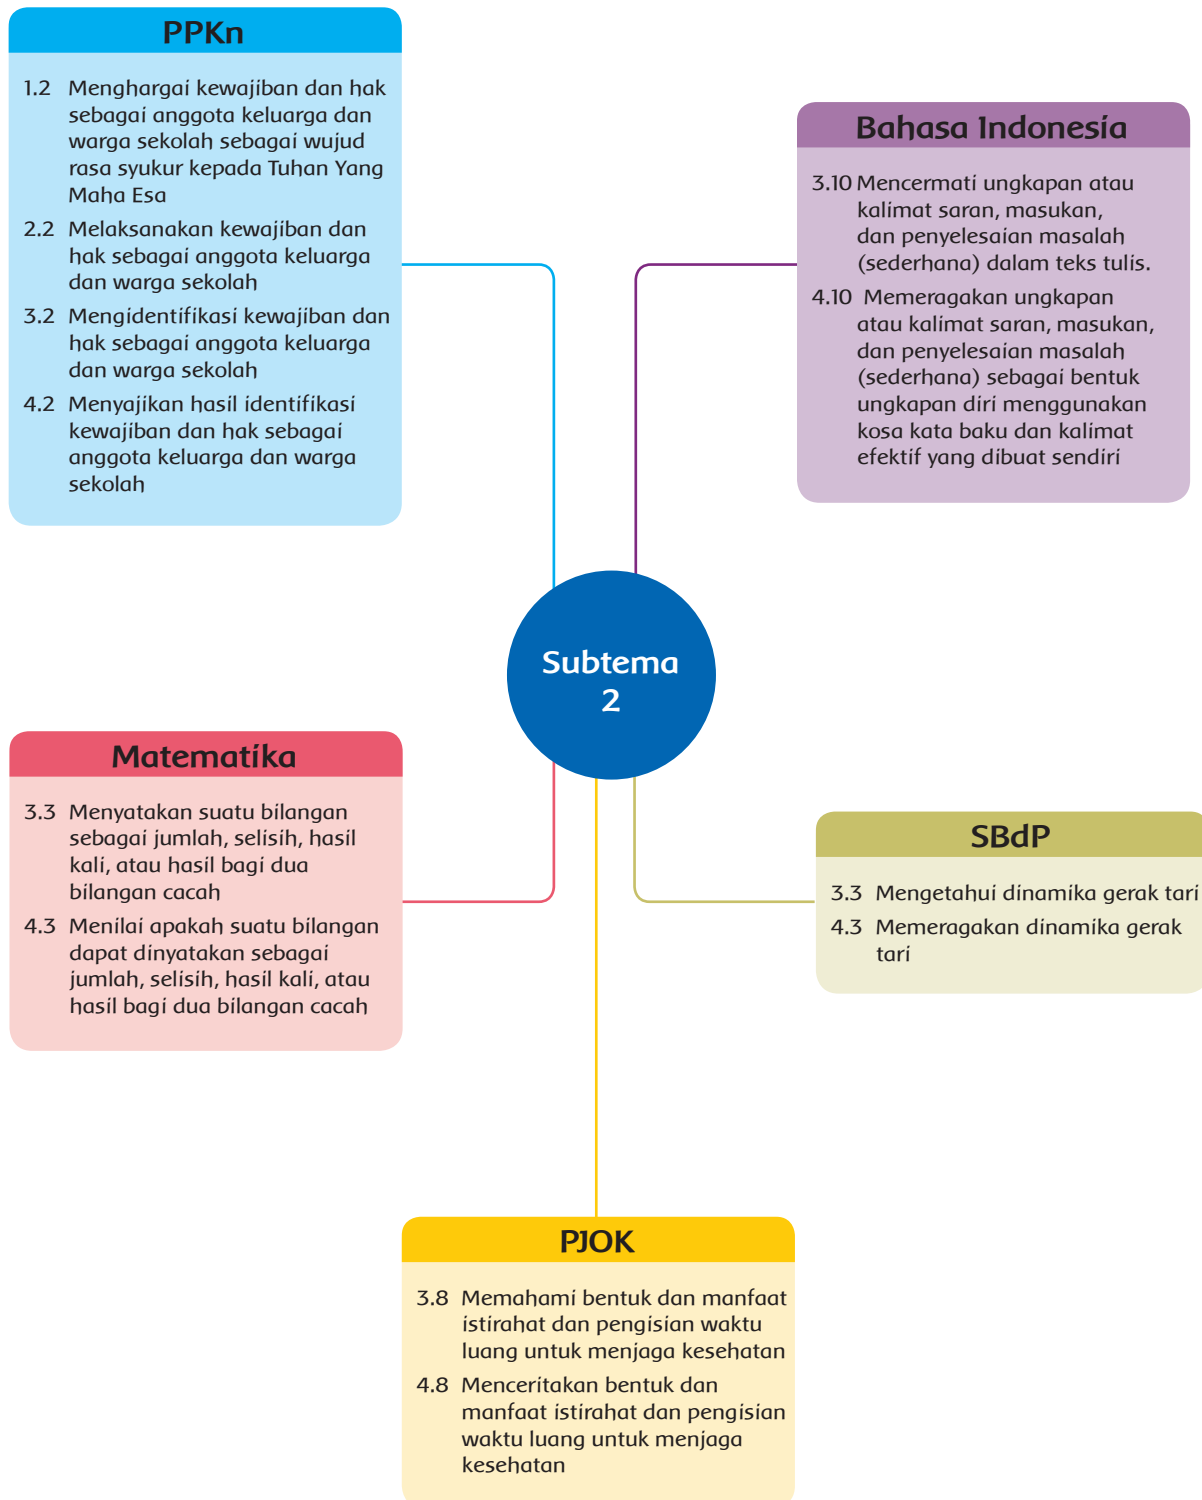 PPKn
1.2 Menghargai kewajiban dan hak
sebagai anggota keluarga dan
warga sekolah sebagai wujud
rasa syukur kepada Tuhan Yang
Maha Esa
2.2 Melaksanakan kewajiban dan
hak sebagai anggota keluarga
dan warga sekolah
3.2 Mengidentifikasi kewajiban dan
hak sebagai anggota keluarga
dan warga sekolah
4.2 Menyajikan hasil identifikasi
kewajiban dan hak sebagai
anggota keluarga dan warga
sekolah
Bahasa Indonesia
3.10 Mencermati ungkapan atau
kalimat saran, masukan,
dan penyelesaian masalah
(sederhana) dalam teks tulis.
4.10 Memeragakan ungkapan
atau kalimat saran, masukan,
dan penyelesaian masalah
(sederhana) sebagai bentuk
ungkapan diri menggunakan
kosa kata baku dan kalimat
efektif yang dibuat sendiri
Subtema
2
Matematika
3.3 Menyatakan suatu bilangan
sebagai jumlah, selisih, hasil
kali, atau hasil bagi dua
bilangan cacah
4.3 Menilai apakah suatu bilangan
dapat dinyatakan sebagai
jumlah, selisih, hasil kali, atau
hasil bagi dua bilangan cacah
SBdP
3.3 Mengetahui dinamika gerak tari
4.3 Memeragakan dinamika gerak
tari
PJOK
3.8 Memahami bentuk dan manfaat
istirahat dan pengisian waktu
luang untuk menjaga kesehatan
4.8 Menceritakan bentuk dan
manfaat istirahat dan pengisian
waktu luang untuk menjaga
kesehatan